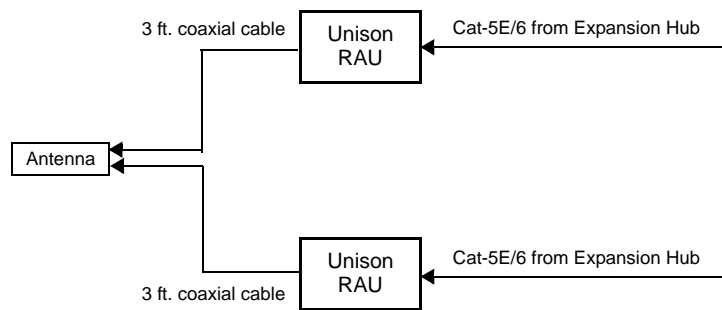 3 ft. coaxial cable
Unison
RAU
Cat-5E/6 from Expansion Hub
Antenna
Unison
RAU
Cat-5E/6 from Expansion Hub
3 ft. coaxial cable